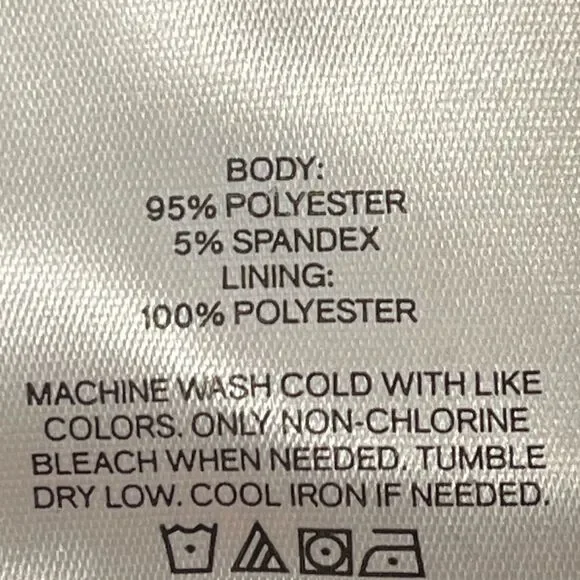 BODY:
95% POLYESTER
5% SPANDEX
LINING:
100% POLYESTER
MACHINE WASH COLD WITH LIKE
COLORS. ONLY NON-CHLORINE
BLEACH WHEN NEEDED. TUMBLE
DRY LOW. COOL IRON IF NEEDED.